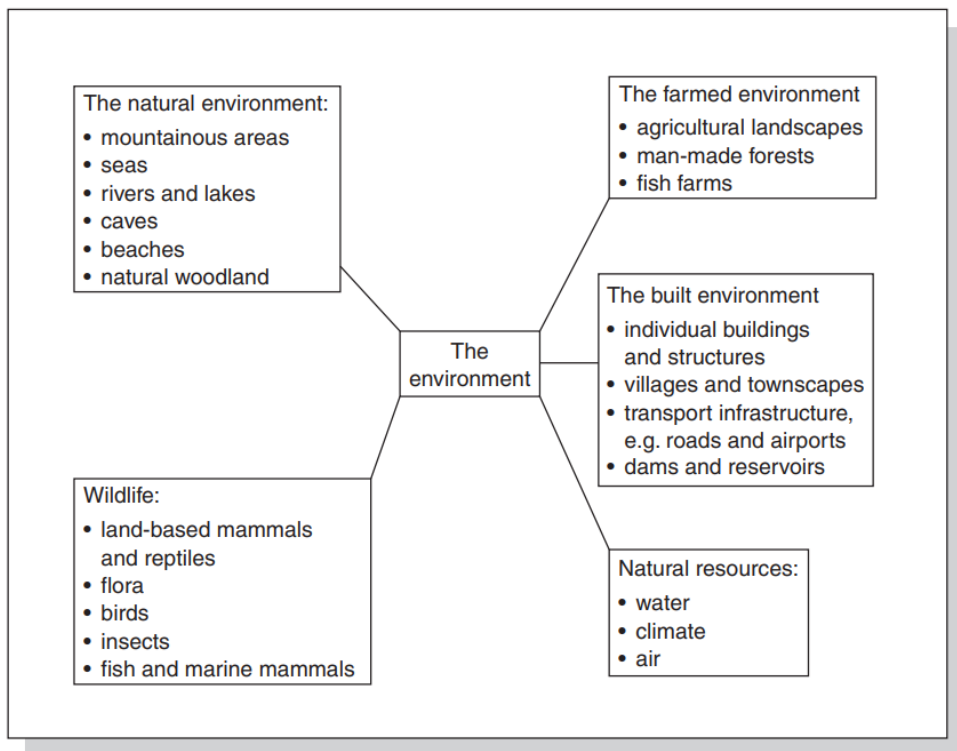 The natural environment:
• mountainous areas
• seas
• rivers and lakes
• caves
• beaches
• natural woodland
The farmed environment
• agricultural landscapes
• man-made forests
• fish farms
The
environment
The built environment
• individual buildings
and structures
• villages and townscapes
• transport infrastructure,
e.g. roads and airports
• dams and reservoirs
Wildlife:
• land-based mammals
and reptiles
• flora
• birds
• insects
• fish and marine mammals
Natural resources:
• water
• climate
• air